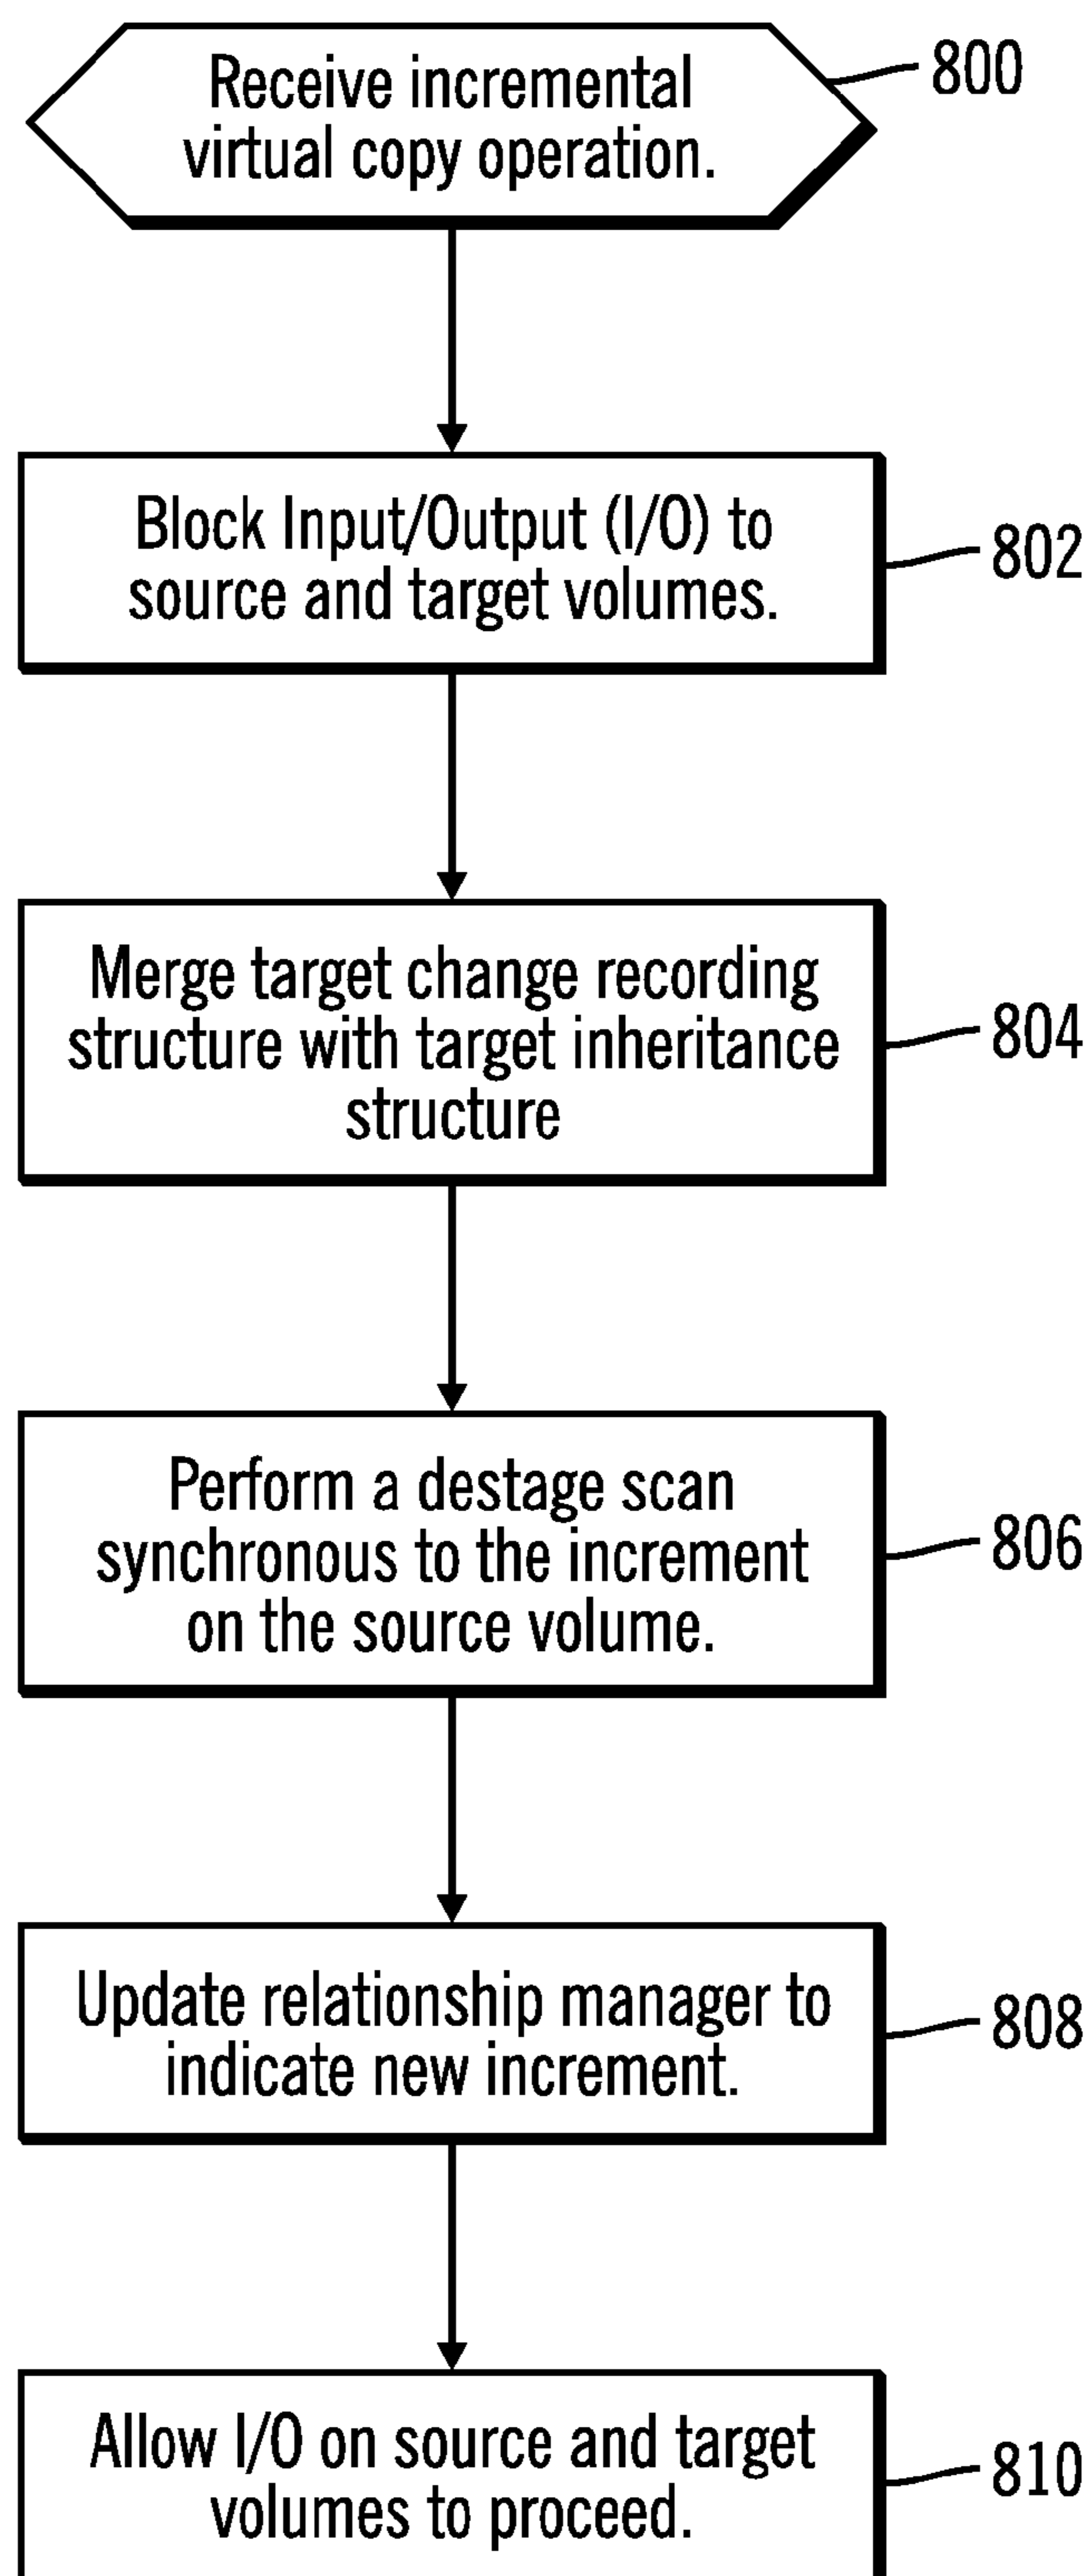 Receive incremental
virtual copy operation.
800
Block Input/Output (I/O) to
source and target volumes.
802
Merge target change recording
structure with target inheritance
structure
804
Perform a destage scan
synchronous to the increment
on the source volume.
806
Update relationship manager to
indicate new increment.
808
Allow I/O on source and target
volumes to proceed.
810